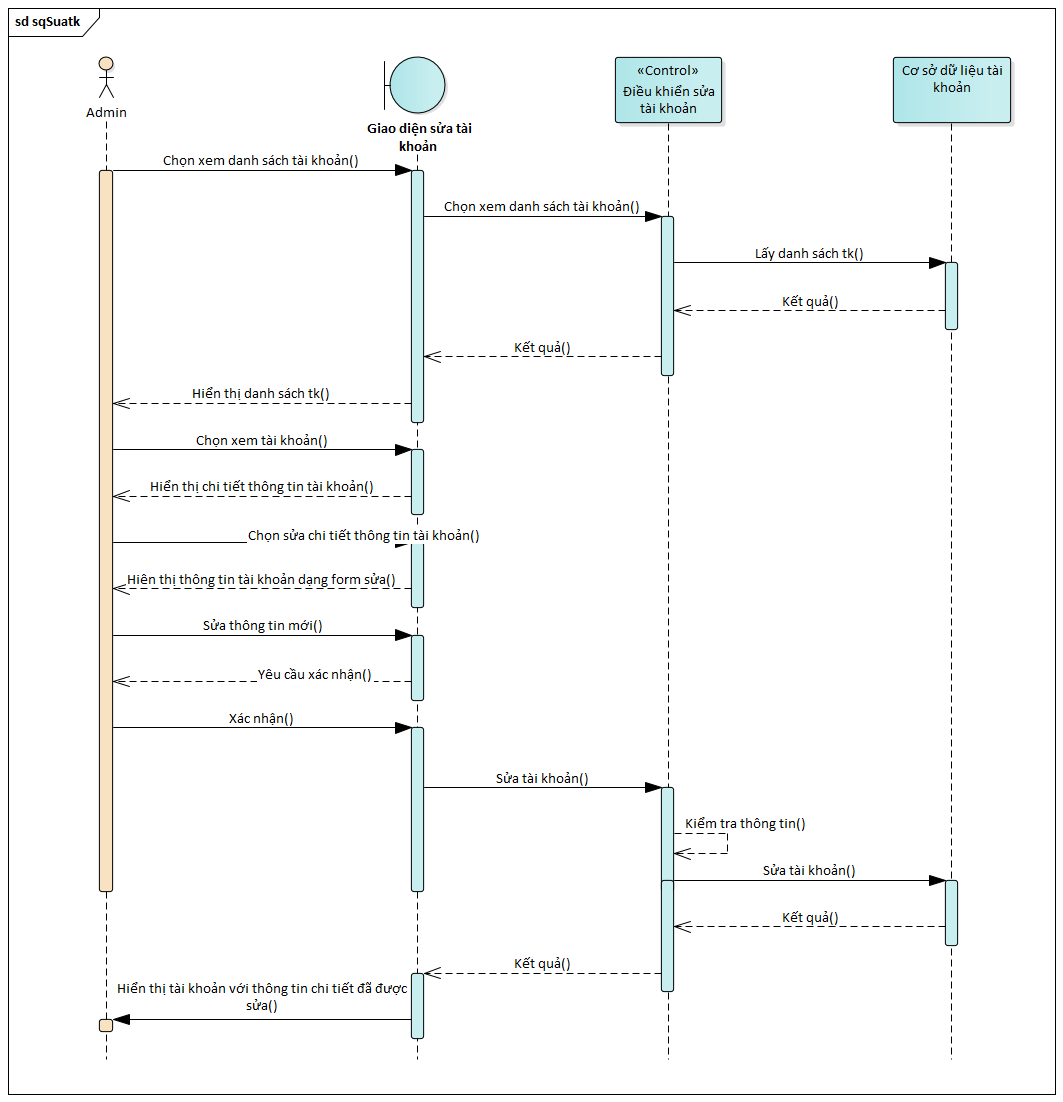 sd sqSuatk
Admin
Giao diện sửa tài
khoản
«Control»
Điều khiển sửa
tài khoản
Cơ sở dữ liệu tài
khoản
Chọn xem danh sách tài khoản()
Chọn xem danh sách tài khoản()
Lấy danh sách tk()
Kết quả()
Kết quả()
Hiển thị danh sách tk()
Chọn xem tài khoản()
Hiển thị chi tiết thông tin tài khoản()
Chọn sửa chi tiết thông tin tài khoản()
Hiên thị thông tin tài khoản dạng form sửa()
Sửa thông tin mới()
Yêu cầu xác nhận()
Xác nhận()
Sửa tài khoản()
Kiểm tra thông tin()
Sửa tài khoản()
Kết quả()
Kết quả()
Hiển thị tài khoản với thông tin chi tiết đã được
sửa()